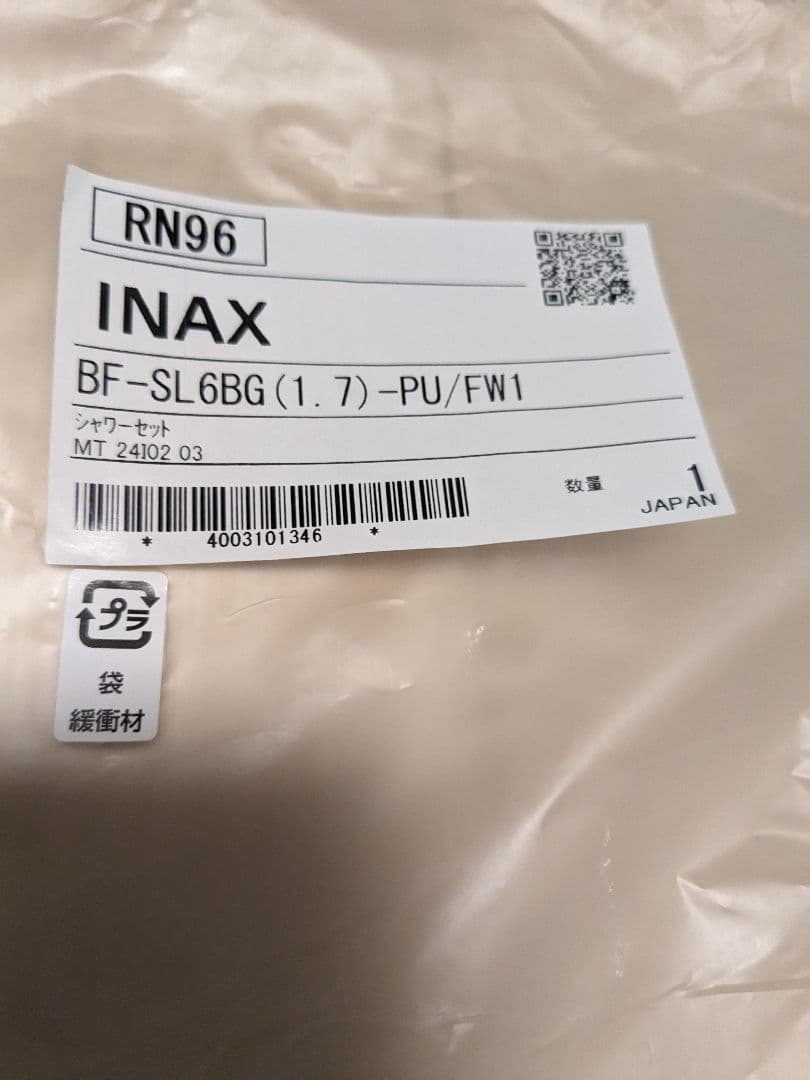 RN96
INAX
BF-SL6BG(1.7)-PU/FW1
シャワーセット
MT 24I02 03
* 4003101346 *
数量 1
JAPAN
プラ
袋
緩衝材